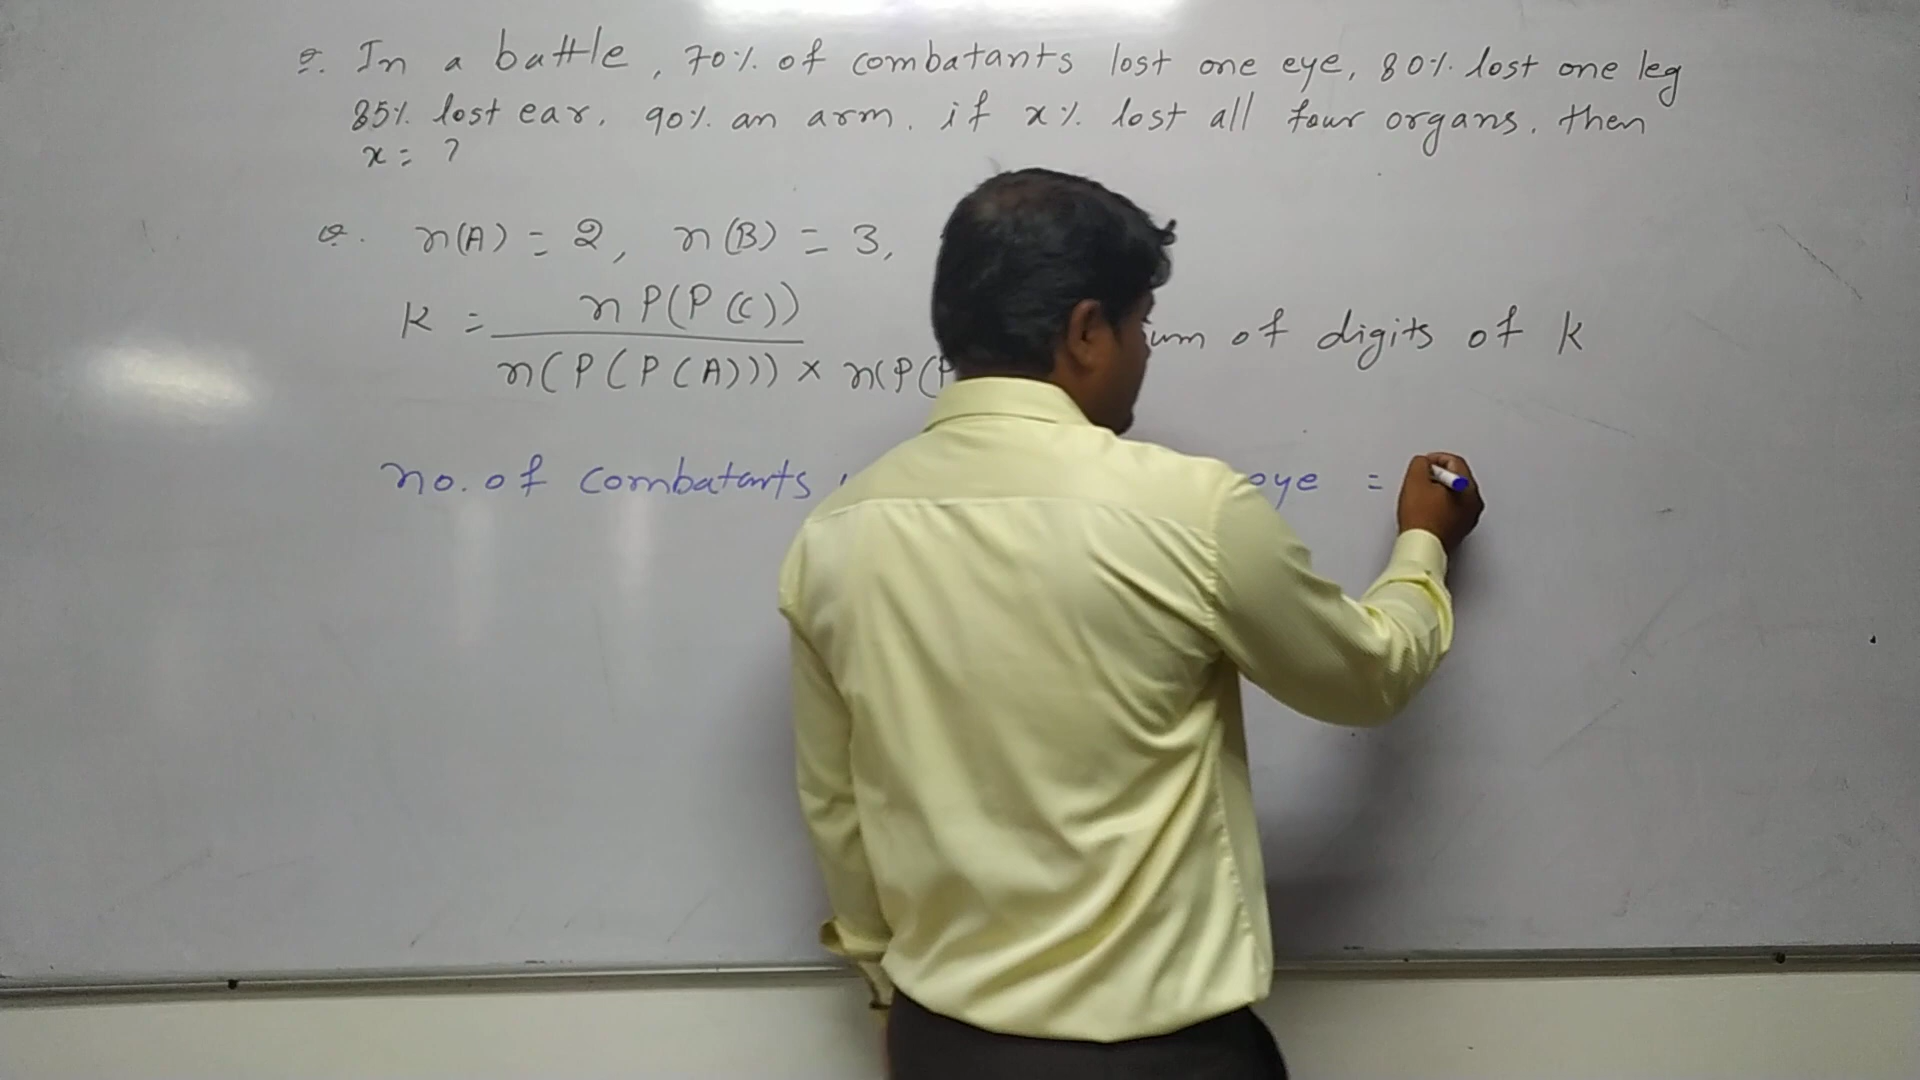 Q. In a battle, 70% of combatants lost one eye, 80% lost one leg
85% lost ear, 90% an arm. if x% lost all four organs, then
x = ?
Q. n(A) = 2, n(B) = 3,
K = n P(P(C)) / n(P(P(A))) × n(P(P of digits of K
no. of combatants eye =